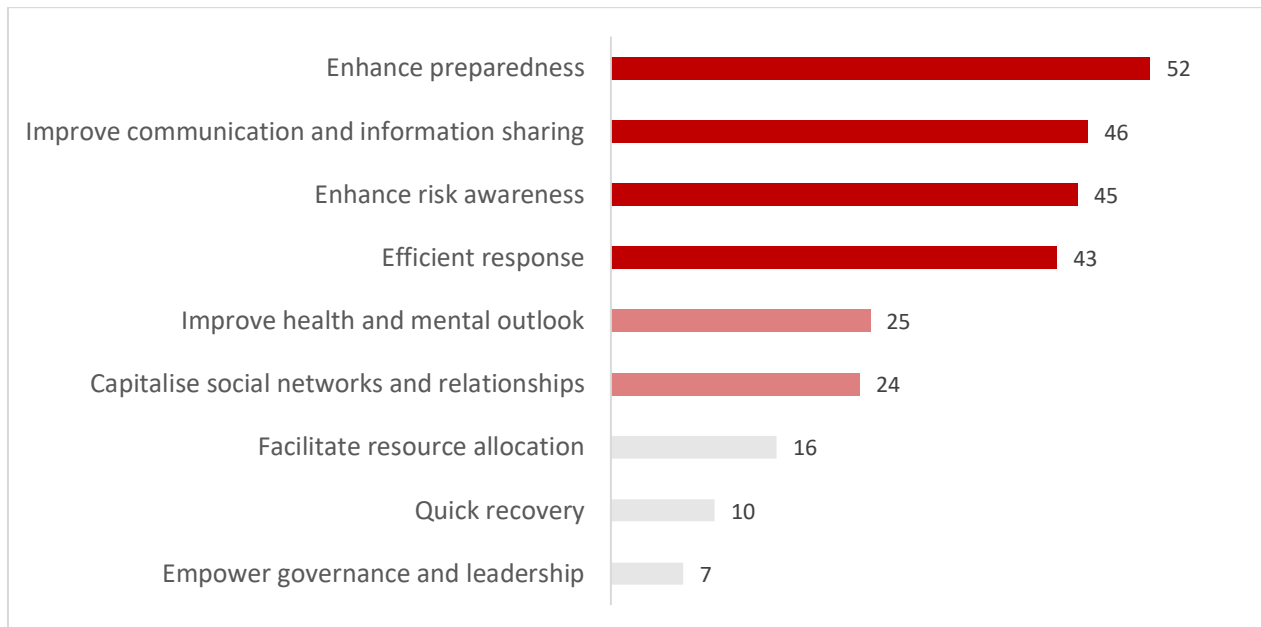 Enhance preparedness 52
Improve communication and information sharing 46
Enhance risk awareness 45
Efficient response 43
Improve health and mental outlook 25
Capitalise social networks and relationships 24
Facilitate resource allocation 16
Quick recovery 10
Empower governance and leadership 7